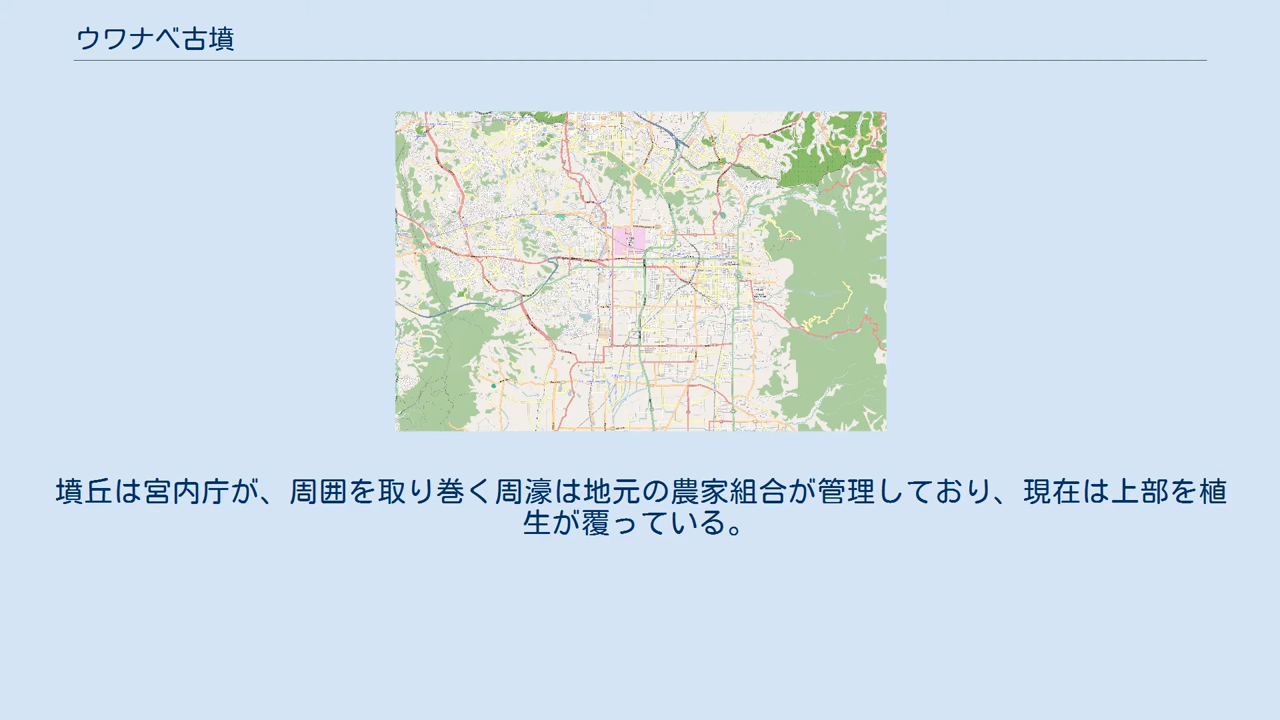 ウワナベ古墳
墳丘は宮内庁が、周囲を取り巻く周濠は地元の農家組合が管理しており、現在は上部を植
生が覆っている。